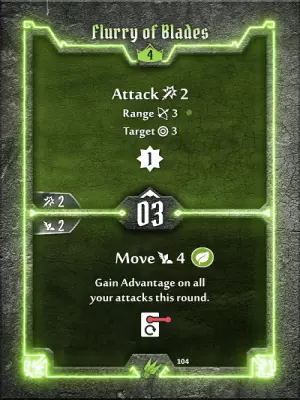 Flurry of Blades
4
Attack 2
Range 3
Target 3
1
2
03
2
Move 4
Gain Advantage on all
your attacks this round.
104